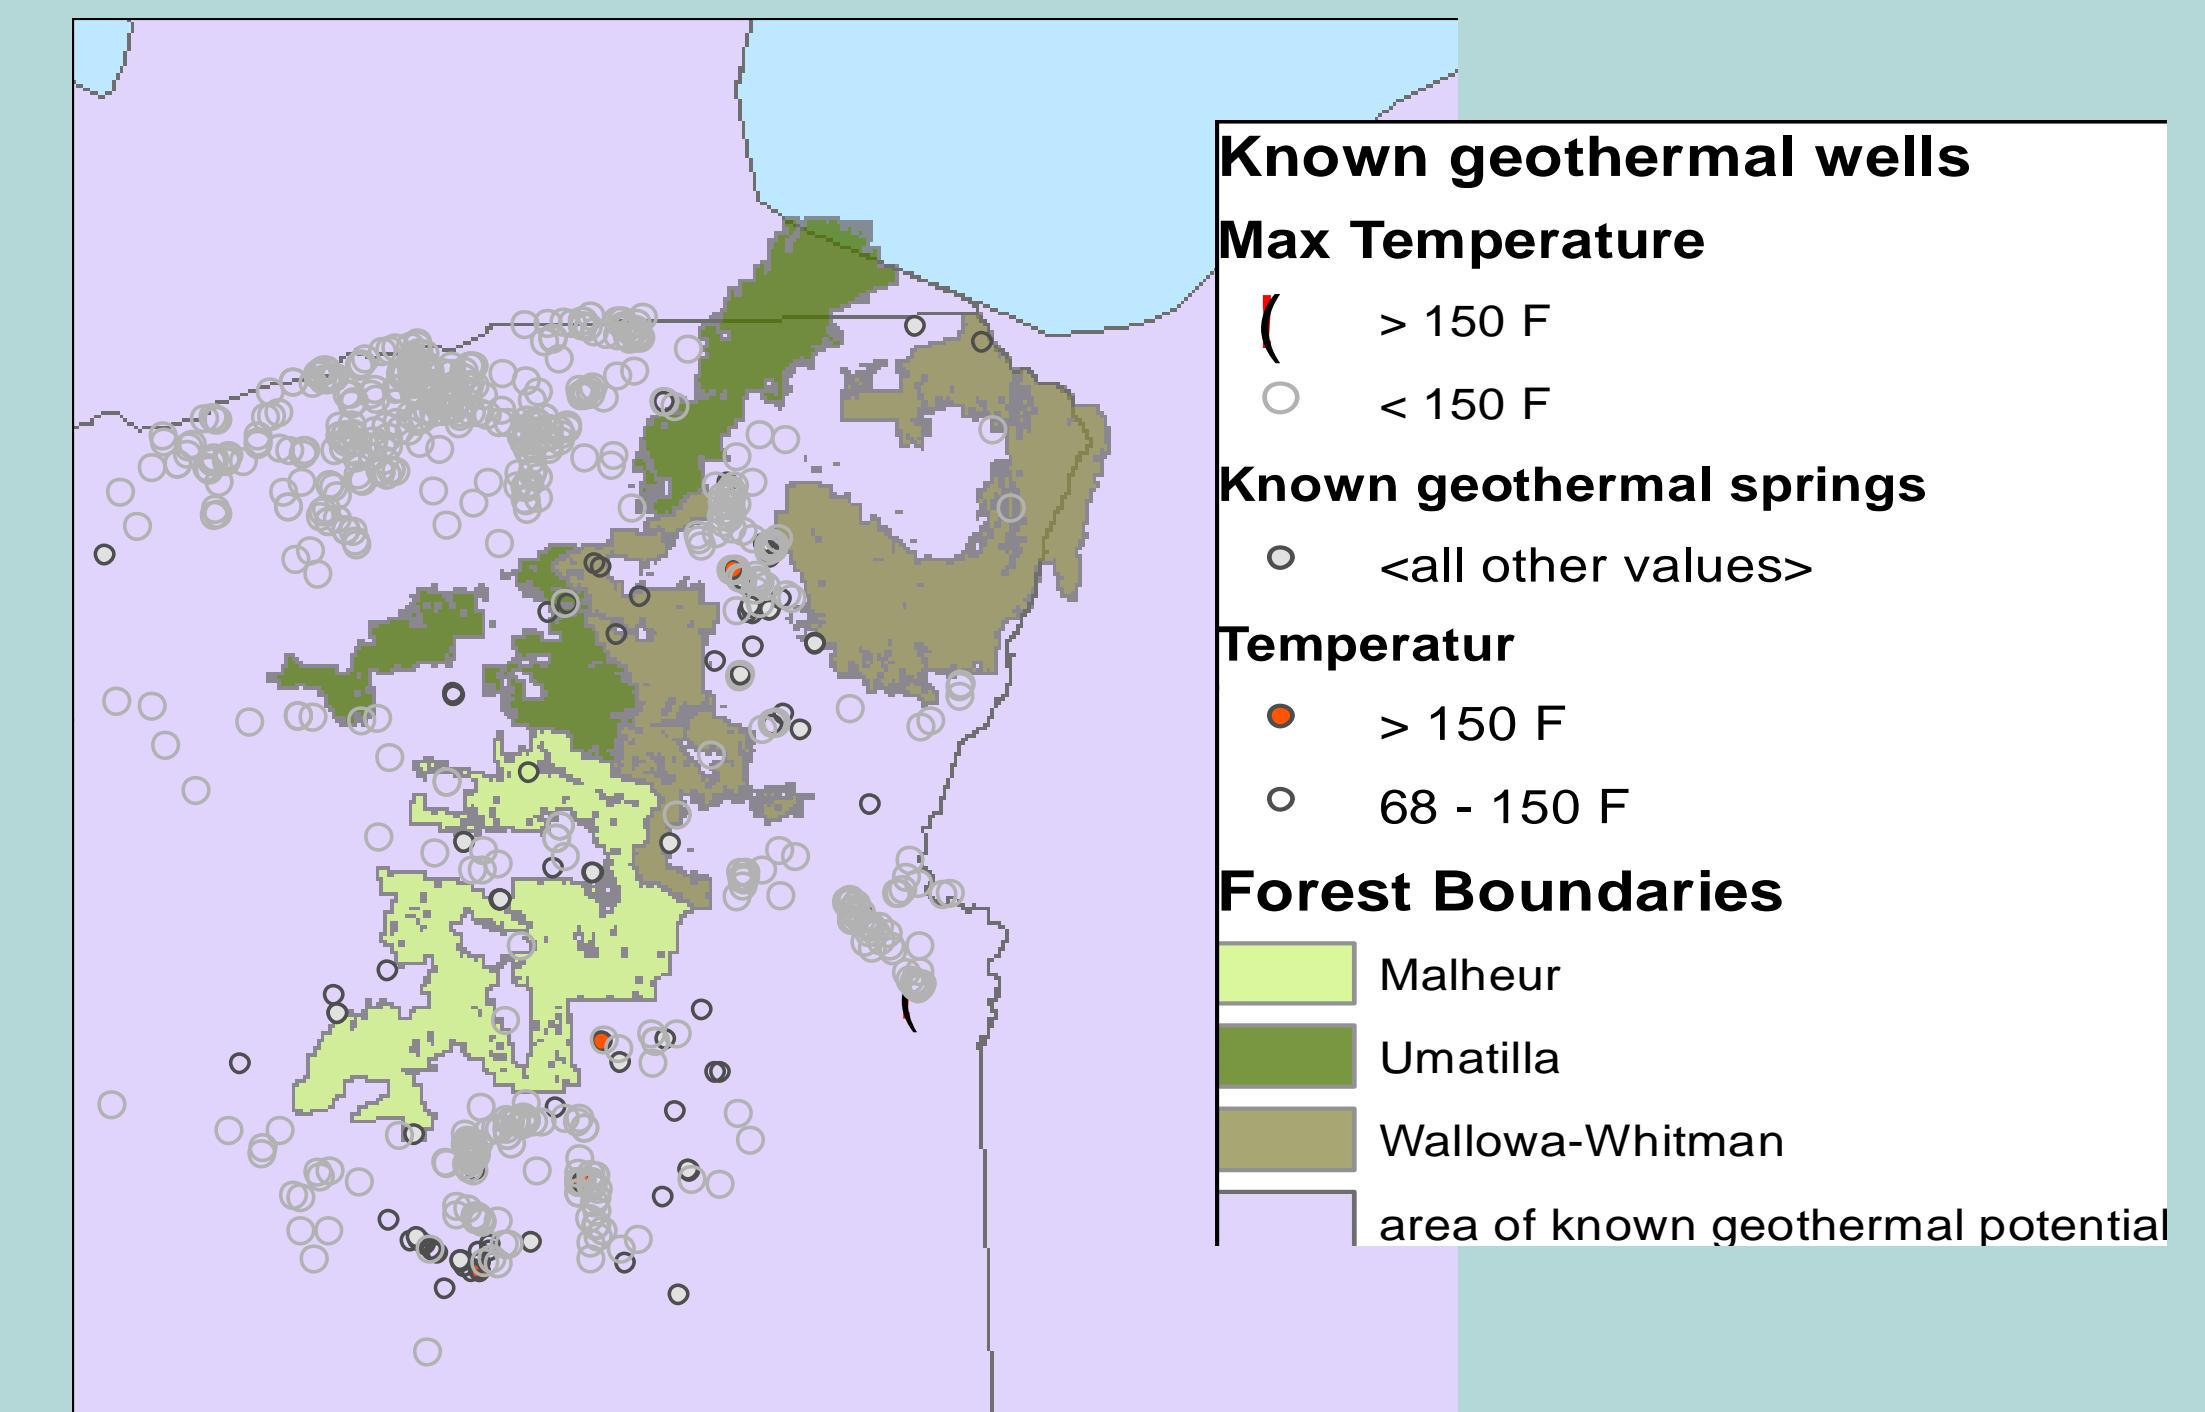 Known geothermal wells
Max Temperature
> 150 F
< 150 F
Known geothermal springs
<all other values>
Temperatur
> 150 F
68 - 150 F
Forest Boundaries
Malheur
Umatilla
Wallowa-Whitman
area of known geothermal potential